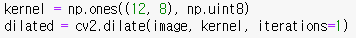 kernel = np.ones((12, 8), np.uint8)
dilated = cv2.dilate(image, kernel, iterations=1)